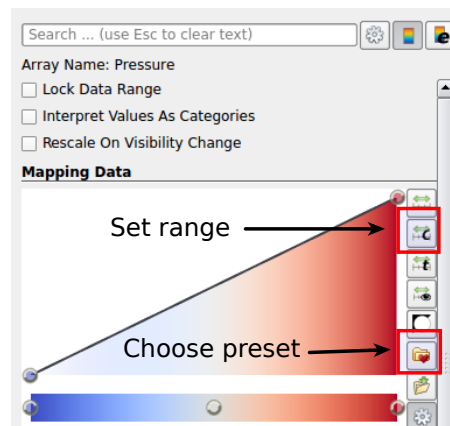 Search ... (use Esc to clear text)
Array Name: Pressure
Lock Data Range
Interpret Values As Categories
Rescale On Visibility Change
Mapping Data
Set range
Choose preset